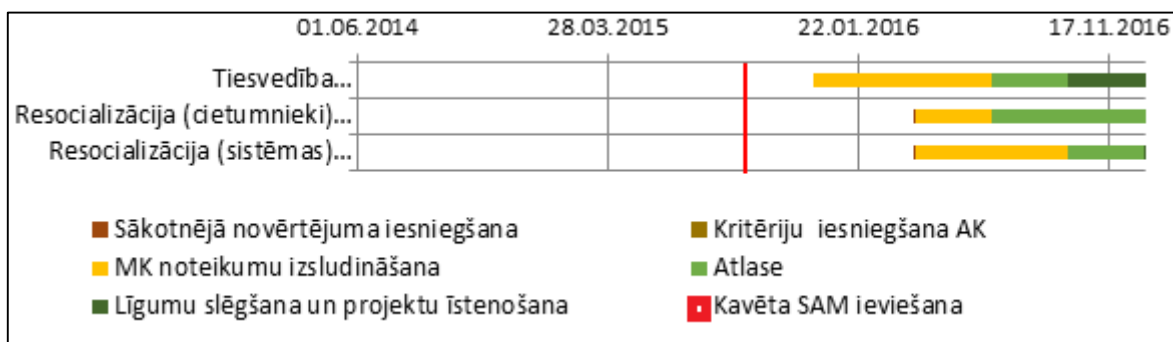 01.06.2014 28.03.2015 22.01.2016 17.11.2016
Tiesvedība...
Resocializācija (cietumnieki)...
Resocializācija (sistēmas)...
Sākotnējā novērtējuma iesniegšana Kritēriju iesniegšana AK
MK noteikumu izsludināšana Atlase
Līgumu slēgšana un projektu īstenošana Kavēta SAM ieviešana